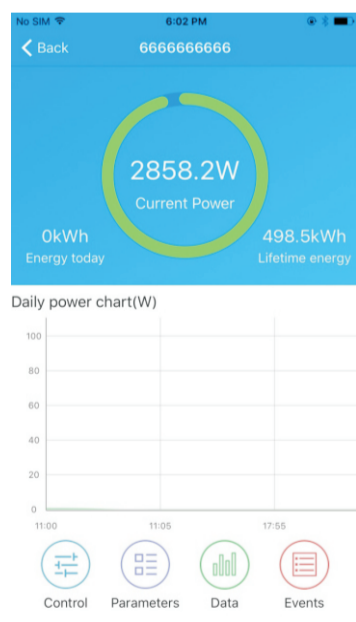 No SIM 6:02 PM
Back 6666666666
2858.2W
Current Power
0kWh 498.5kWh
Energy today Lifetime energy
Daily power chart(W)
100
80
60
40
20
0
11:00 11:05 17:55
Control Parameters Data Events